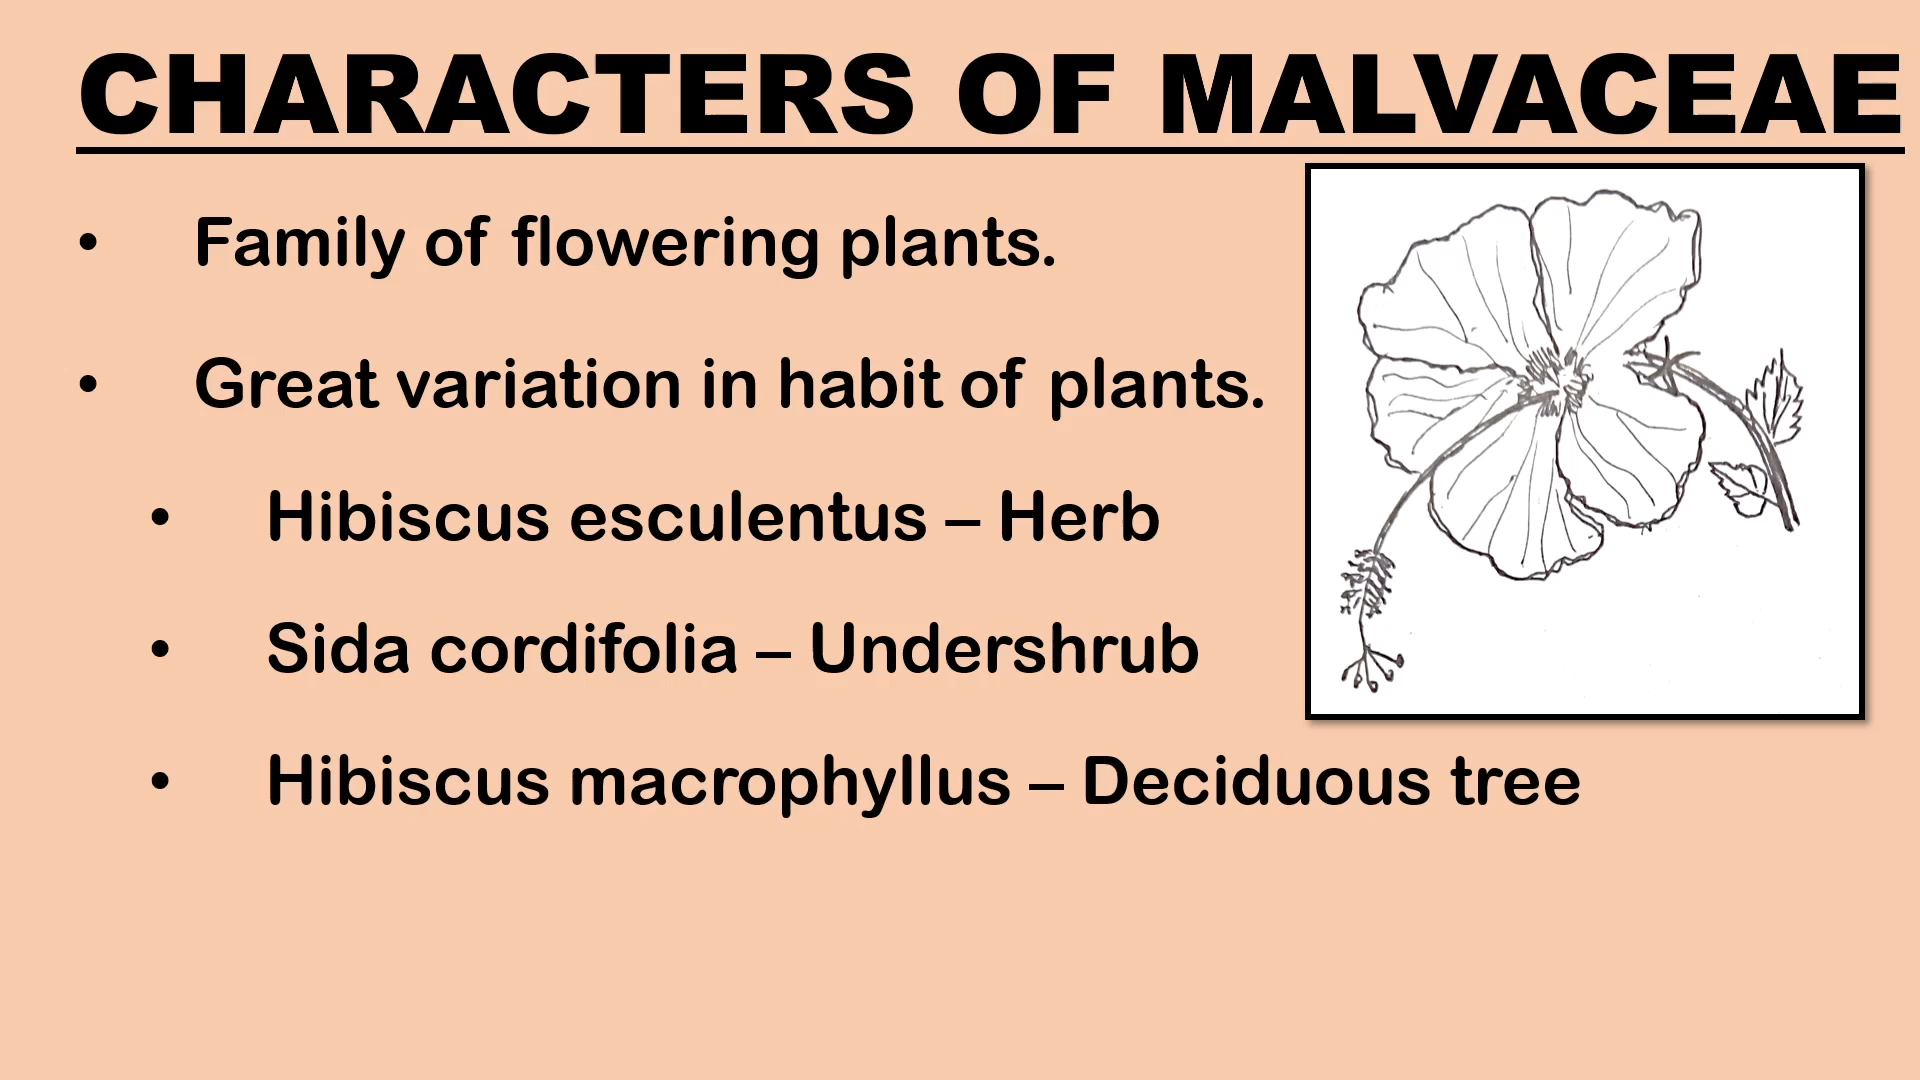 CHARACTERS OF MALVACEAE
• Family of flowering plants.
• Great variation in habit of plants.
• Hibiscus esculentus – Herb
• Sida cordifolia – Undershrub
• Hibiscus macrophyllus – Deciduous tree